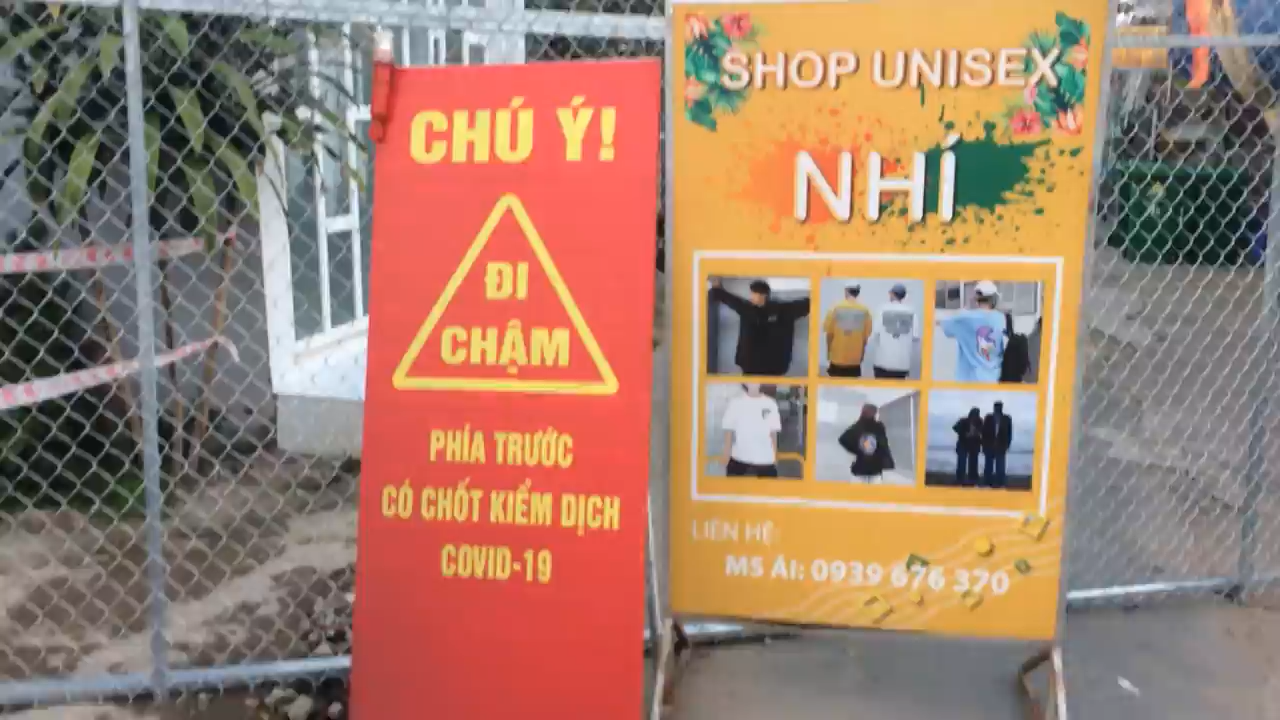 CHÚ Ý!
ĐI
CHẬM
PHÍA TRƯỚC
CÓ CHỐT KIỂM DỊCH
COVID-19
SHOP UNISEX
NHÍ
LIÊN HỆ:
MS ÁI: 0939 676 370